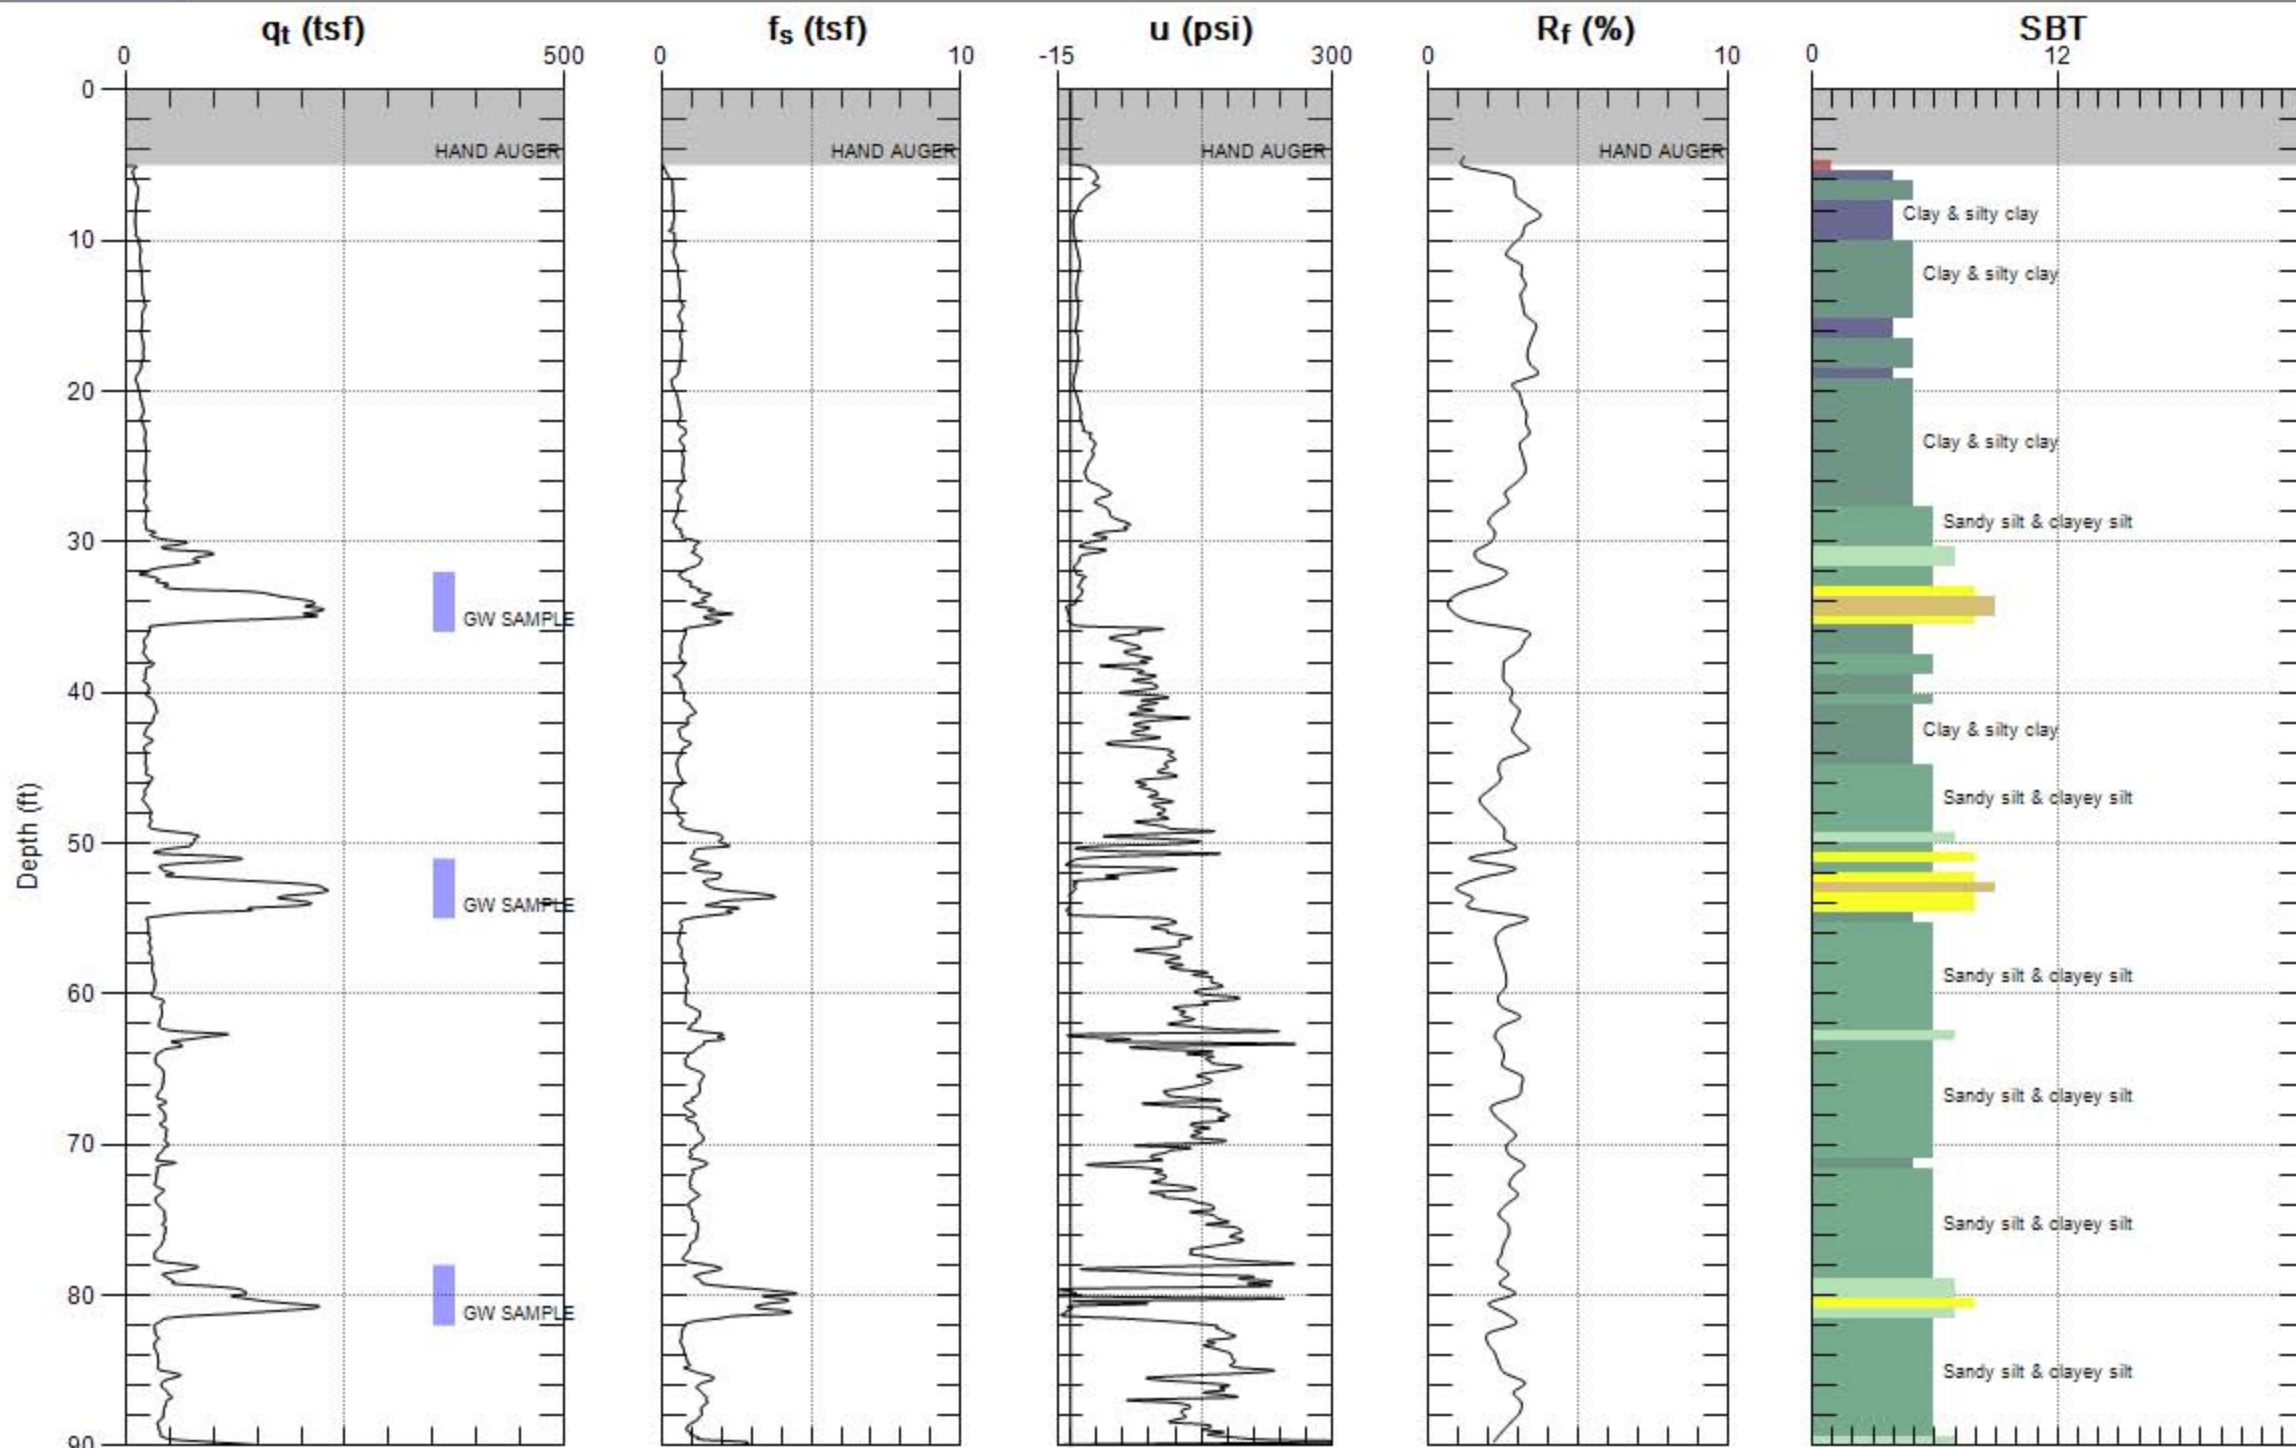 qt (tsf) fs (tsf) u (psi) Rf (%) SBT
0 500 0 10 -15 300 0 10 0 12
0
HAND AUGER HAND AUGER HAND AUGER HAND AUGER
Clay & silty clay
10
Clay & silty clay
20
Clay & silty clay
Sandy silt & clayey silt
30
GW SAMPLE
40
Clay & silty clay
Sandy silt & clayey silt
50
Depth (ft)
GW SAMPLE
Sandy silt & clayey silt
60
Sandy silt & clayey silt
70
Sandy silt & clayey silt
80
GW SAMPLE
Sandy silt & clayey silt
90